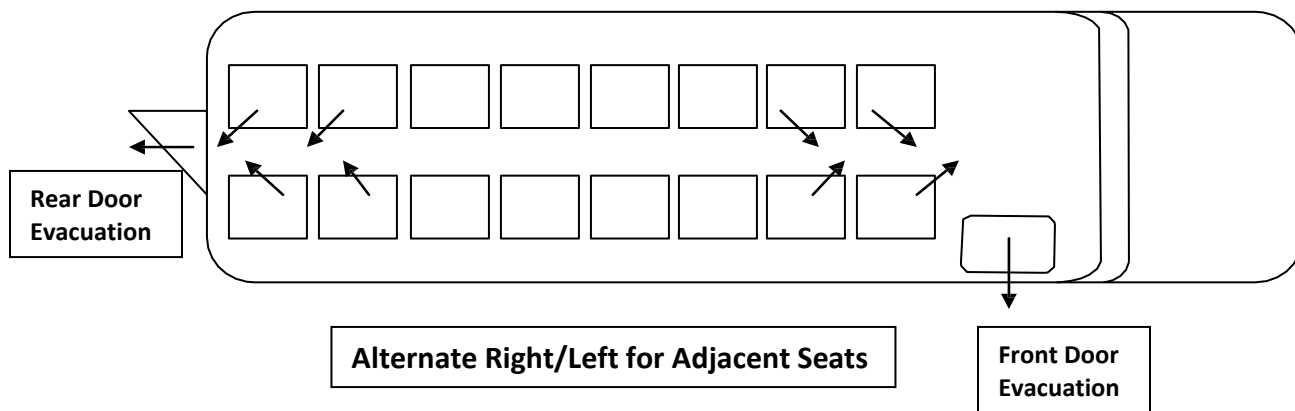 Rear Door
Evacuation
Alternate Right/Left for Adjacent Seats
Front Door
Evacuation